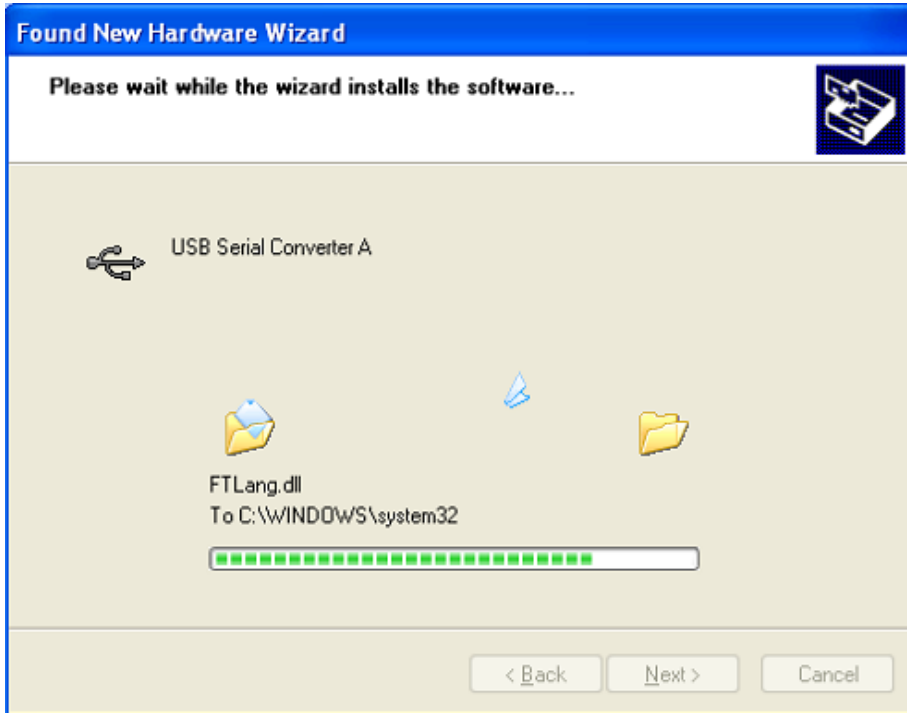 Found New Hardware Wizard
Please wait while the wizard installs the software...
USB Serial Converter A
FTLang.dll
To C:\WINDOWS\system32
< Back
Next >
Cancel